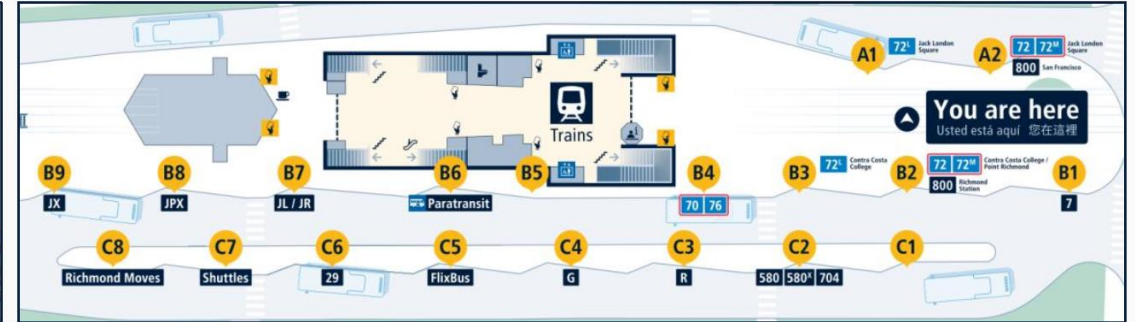 A1
72L Jack London
Square
A2
72 72M Jack London
Square
800 San Francisco
You are here
Usted está aquí 您在這裡
Trains
B9
JX
B8
JPX
B7
JL / JR
B6
Paratransit
B5
B4
70 76
B3
72L Contra Costa
College
B2
72 72M Contra Costa College /
Point Richmond
800 Richmond
Station
B1
7
C8
Richmond Moves
C7
Shuttles
C6
29
C5
FlixBus
C4
G
C3
R
C2
580 580X 704
C1